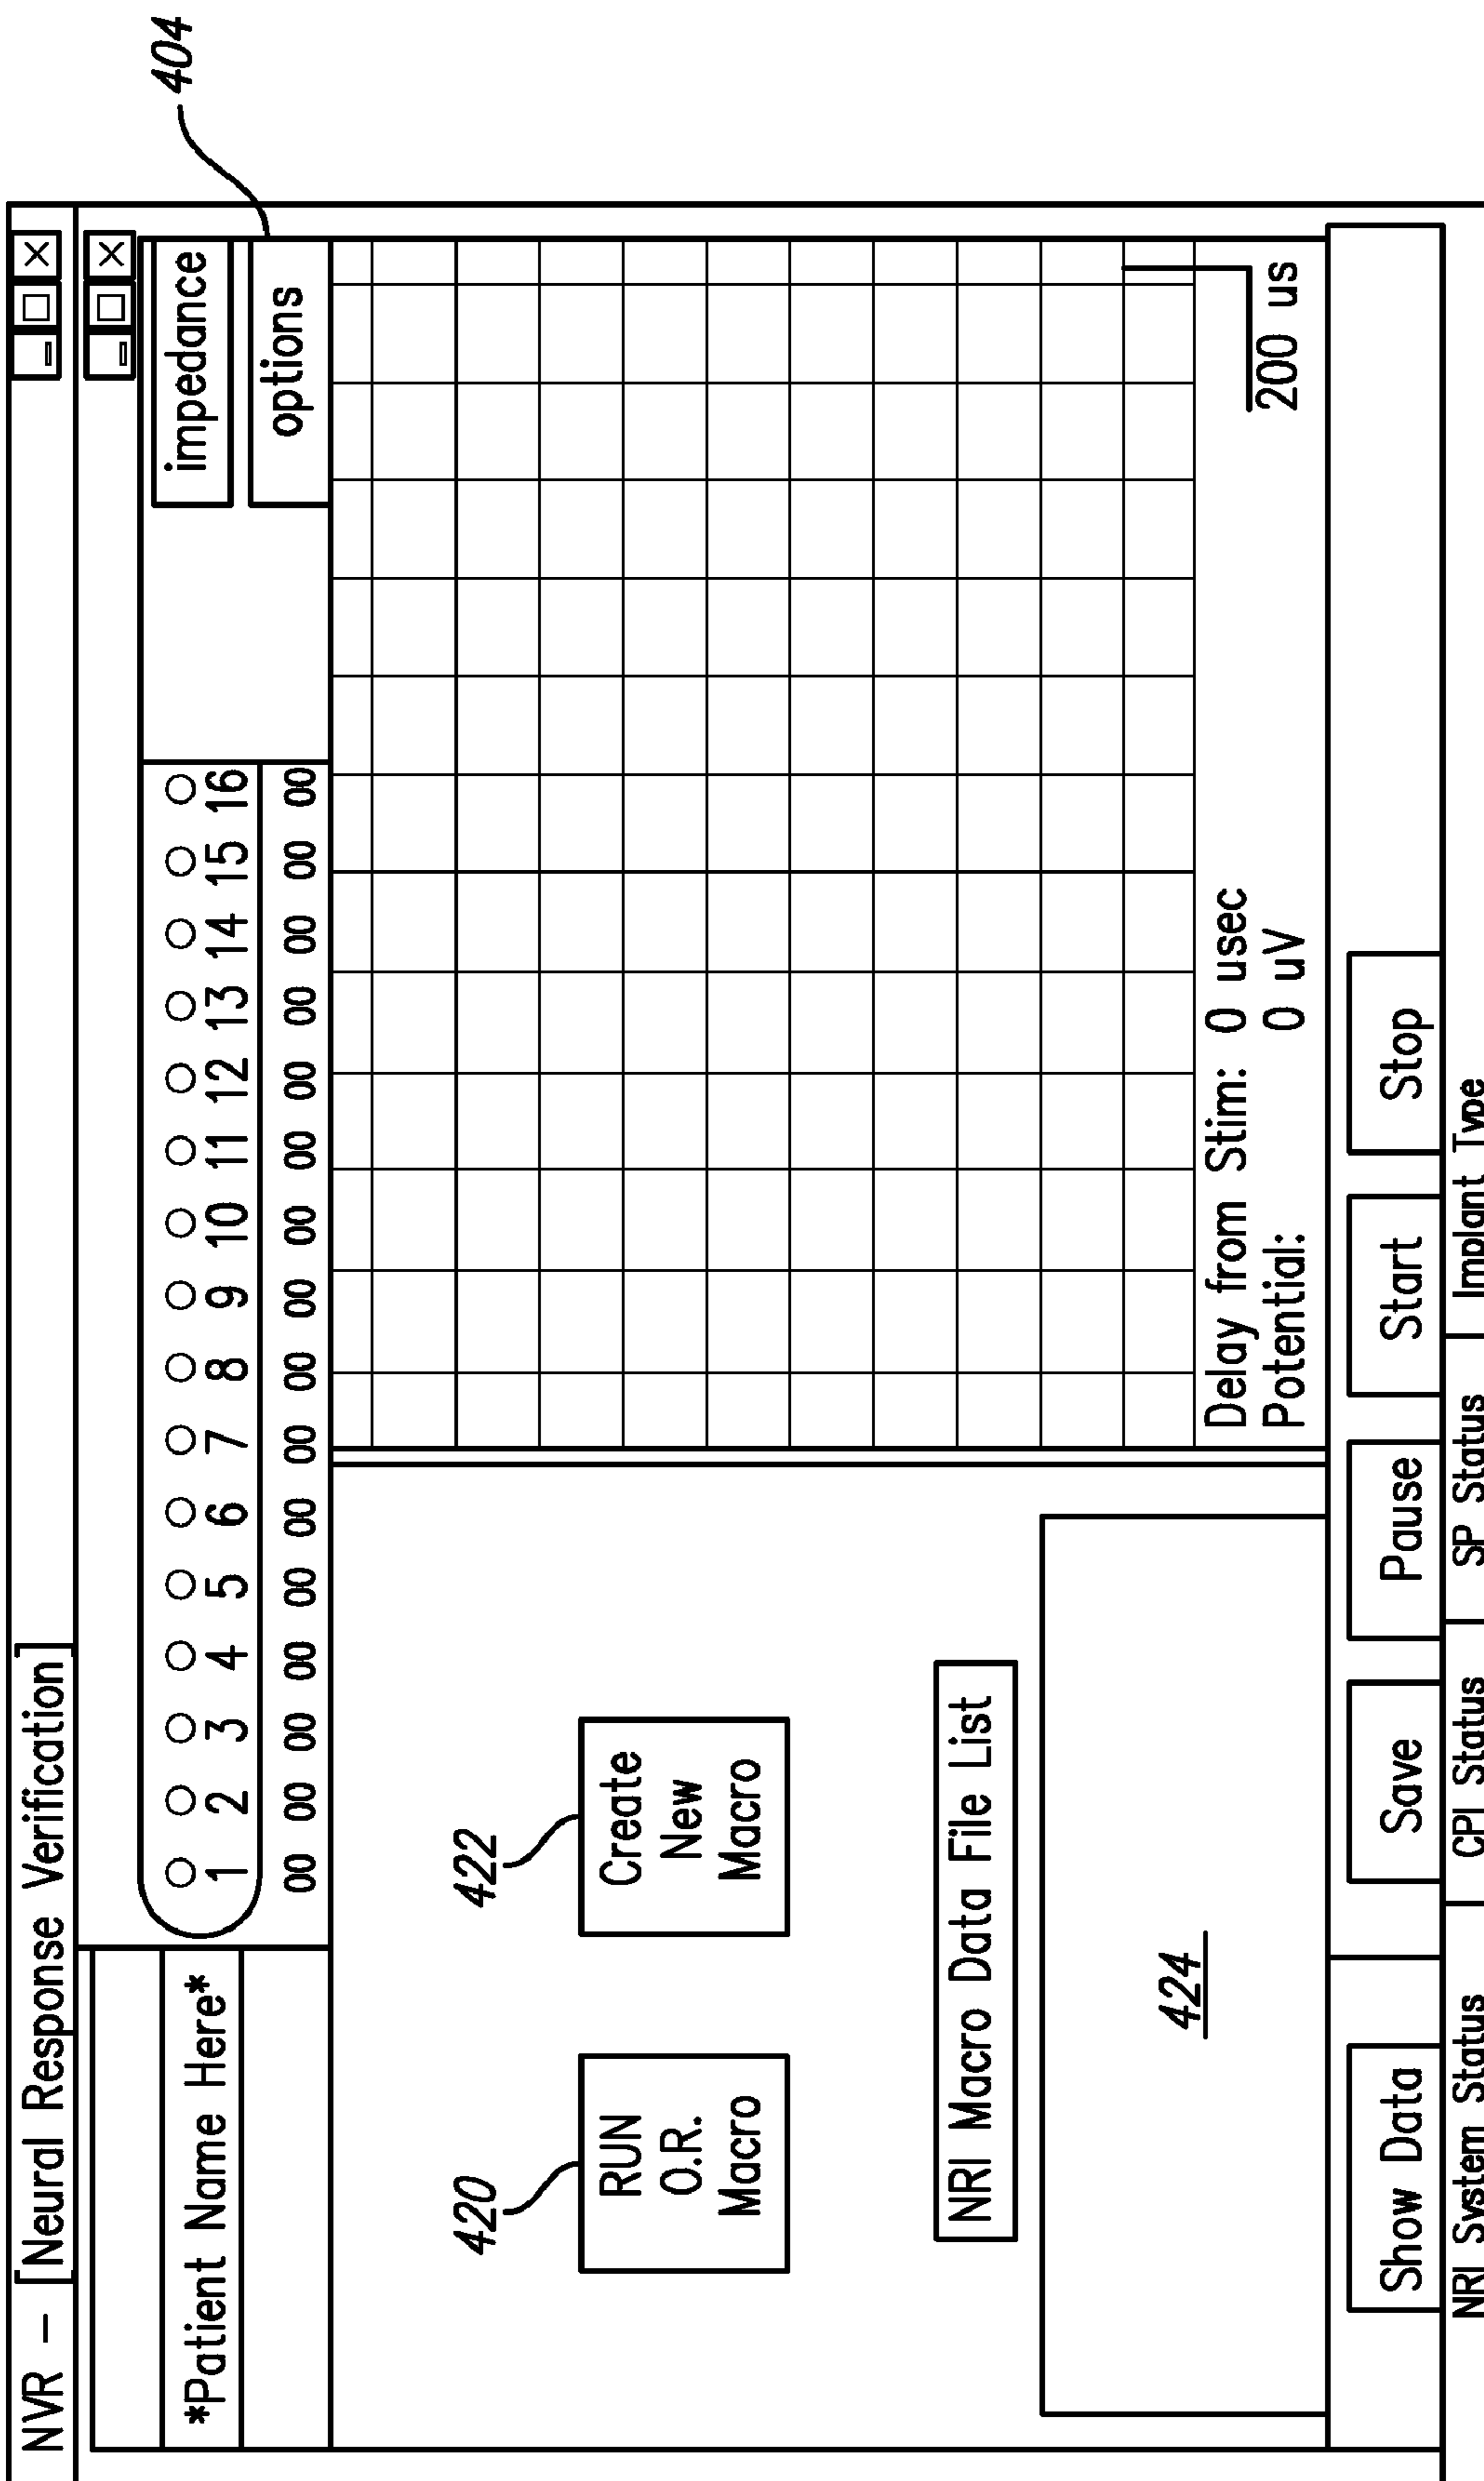 NVR – [Neural Response Verification]
404
impedance
options
*Patient Name Here*
1 2 3 4 5 6 7 8 9 10 11 12 13 14 15 16
00 00 00 00 00 00 00 00 00 00 00 00 00 00 00 00
420
422
RUN
O.R.
Macro
Create
New
Macro
NRI Macro Data File List
424
Delay from Stim: 0 usec
Potential: 0 uV
200 us
Show Data
Save
Pause
Start
Stop
NRI System Status
CPI Status
SP Status
Implant Type